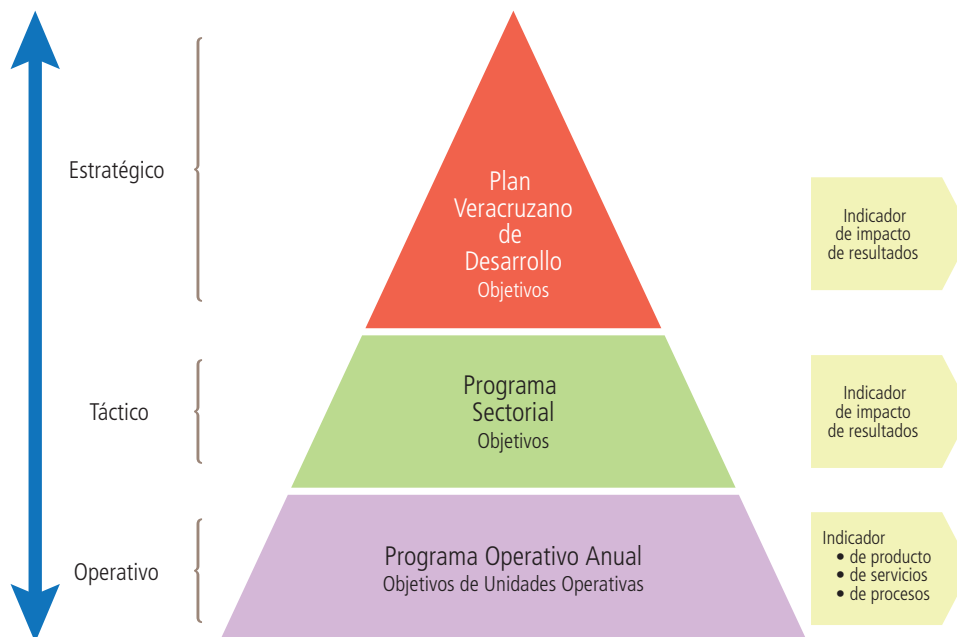 Estratégico
Plan
Veracruzano
de
Desarrollo
Objetivos
Indicador
de impacto
de resultados
Táctico
Programa
Sectorial
Objetivos
Indicador
de impacto
de resultados
Operativo
Programa Operativo Anual
Objetivos de Unidades Operativas
Indicador
• de producto
• de servicios
• de procesos